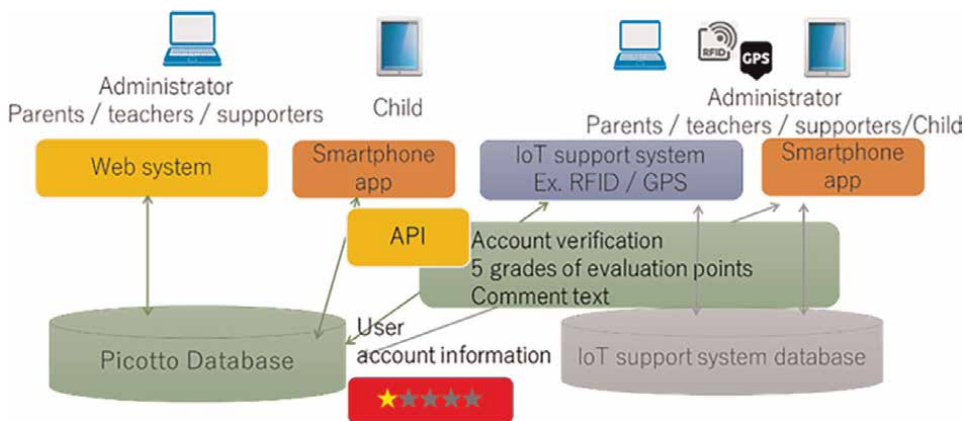 RFID
GPS
Administrator
Parents / teachers / supporters
Child
Administrator
Parents / teachers / supporters/Child
Web system
Smartphone
app
IoT support system
Ex. RFID / GPS
Smartphone
app
API
Account verification
5 grades of evaluation points
Comment text
User
account information
Picotto Database
IoT support system database